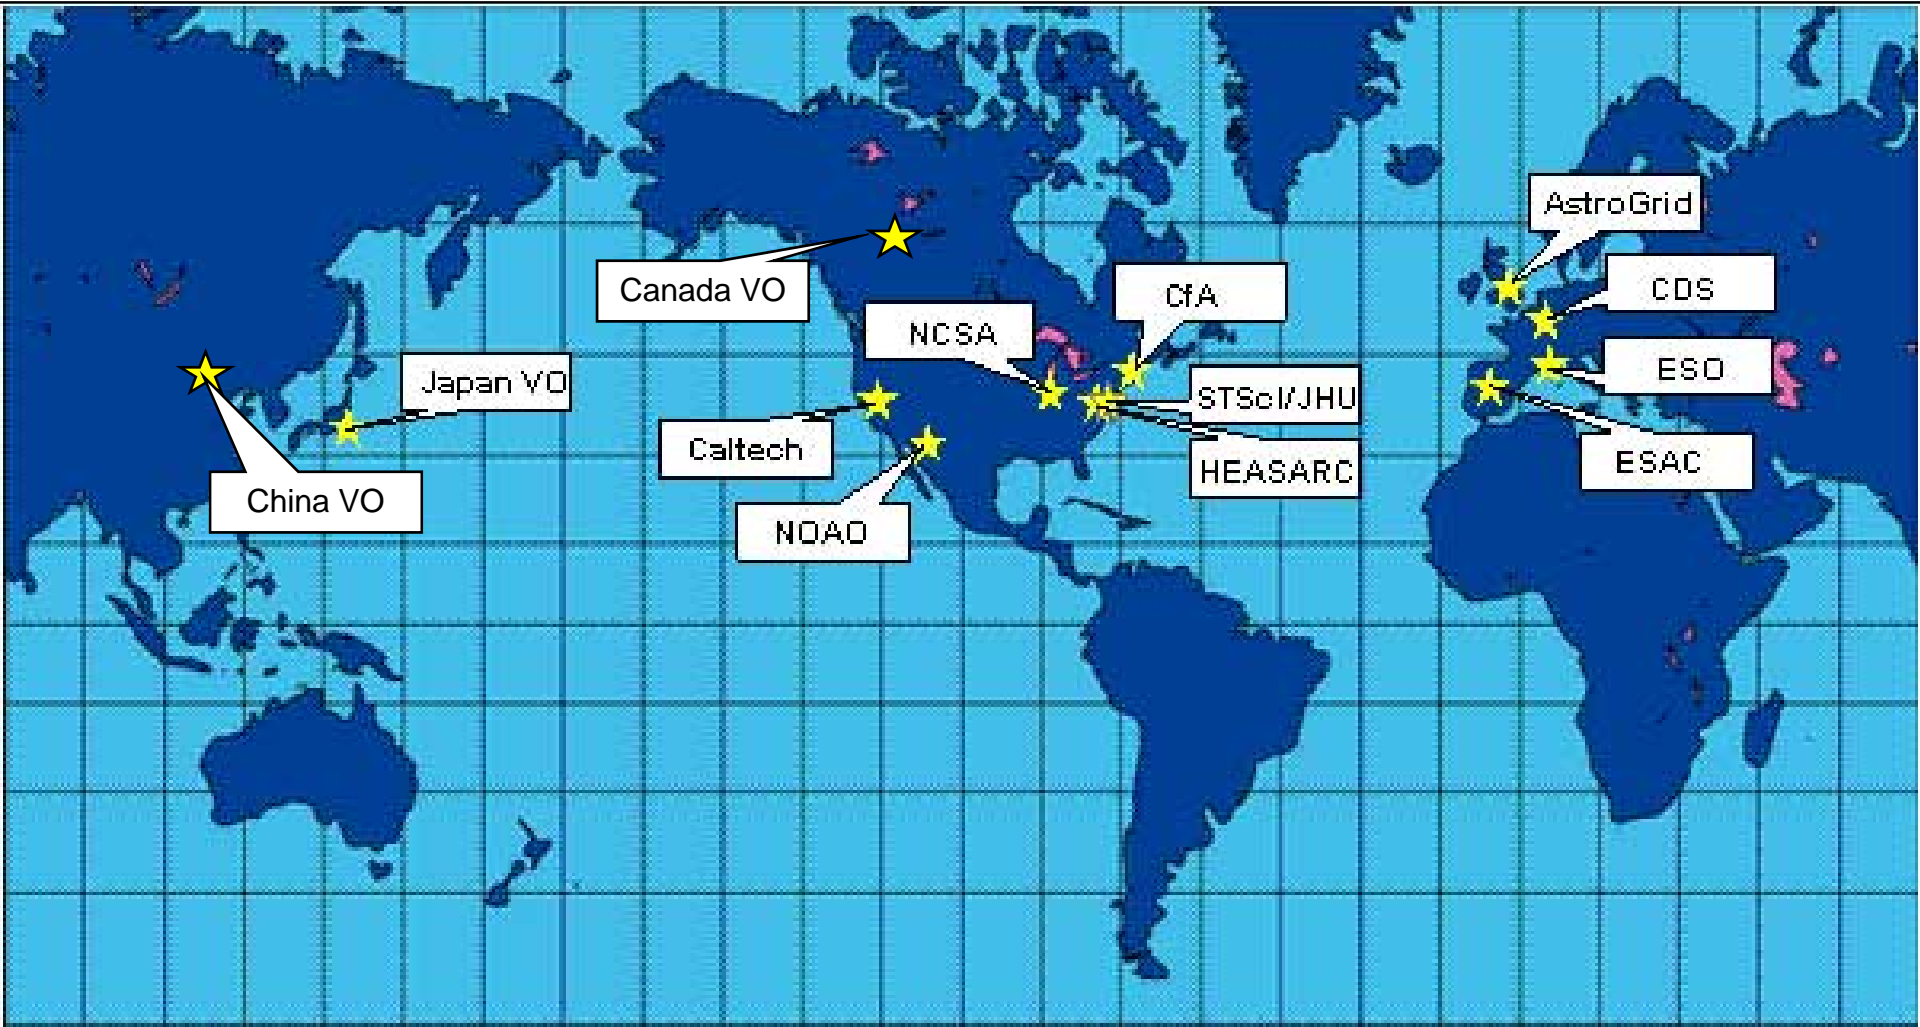 AstroGrid
Canada VO
CfA
CDS
NCSA
Japan VO
STScI/JHU
ESO
Caltech
HEASARC
ESAC
China VO
NOAO